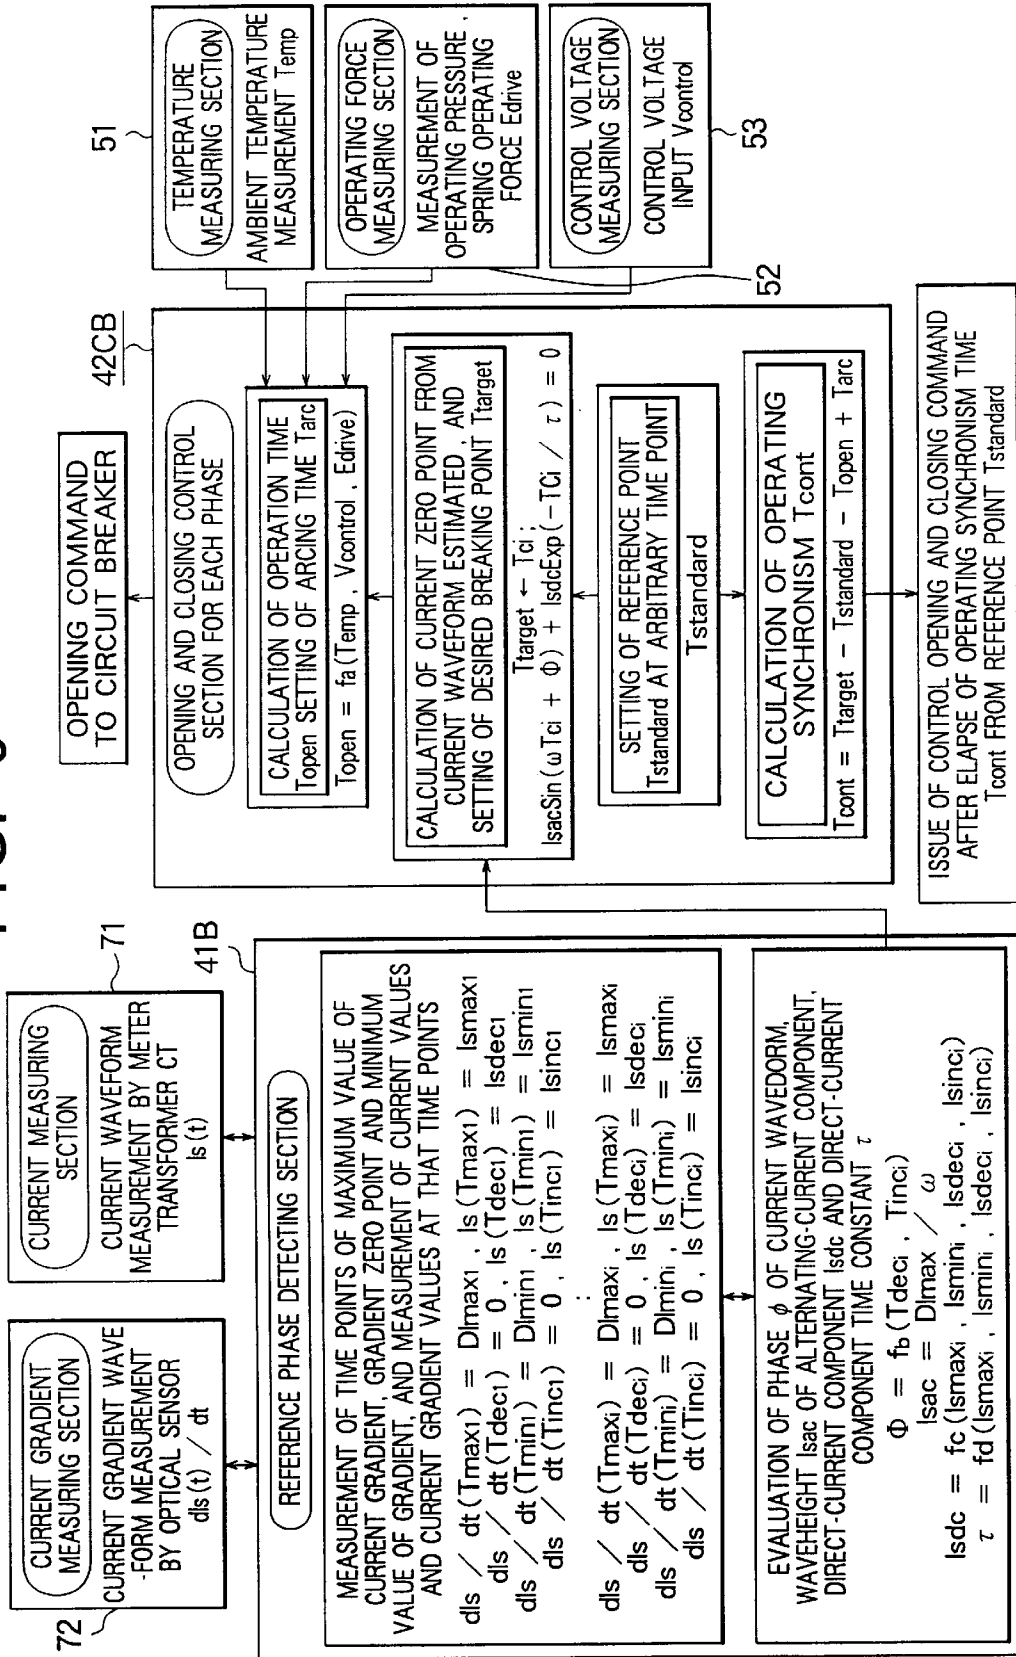 72
CURRENT GRADIENT
MEASURING SECTION
CURRENT GRADIENT WAVE
-FORM MEASUREMENT
BY OPTICAL SENSOR
dIs(t) / dt
71
CURRENT MEASURING
SECTION
CURRENT WAVEFORM
MEASUREMENT BY METER
TRANSFORMER CT
Is(t)
41B
REFERENCE PHASE DETECTING SECTION
MEASUREMENT OF TIME POINTS OF MAXIMUM VALUE OF
CURRENT GRADIENT, GRADIENT ZERO POINT AND MINIMUM
VALUE OF GRADIENT, AND MEASUREMENT OF CURRENT VALUES
AND CURRENT GRADIENT VALUES AT THAT TIME POINTS
dIs / dt(Tmax1) = DImax1 , Is(Tmax1) = Ismax1
dIs / dt(Tdec1) = 0 , Is(Tdec1) = Isdec1
dIs / dt(Tmin1) = DImin1 , Is(Tmin1) = Ismin1
dIs / dt(Tinc1) = 0 , Is(Tinc1) = Isinc1
⋮
dIs / dt(Tmaxi) = DImaxi , Is(Tmaxi) = Ismaxi
dIs / dt(Tdeci) = 0 , Is(Tdeci) = Isdeci
dIs / dt(Tmini) = DImini , Is(Tmini) = Ismini
dIs / dt(Tinci) = 0 , Is(Tinci) = Isinci
EVALUATION OF PHASE ϕ OF CURRENT WAVEDORM,
WAVEHEIGHT Isac OF ALTERNATING-CURRENT COMPONENT,
DIRECT-CURRENT COMPONENT Isdc AND DIRECT-CURRENT
COMPONENT TIME CONSTANT τ
Φ = fb(Tdeci , Tinci)
Isac = DImax / ω
Isdc = fc(Ismaxi , Ismini , Isdeci , Isinci)
τ = fd(Ismaxi , Ismini , Isdeci , Isinci)
OPENING COMMAND
TO CIRCUIT BREAKER
42CB
OPENING AND CLOSING CONTROL
SECTION FOR EACH PHASE
CALCULATION OF OPERATION TIME
Topen SETTING OF ARCING TIME Tarc
Topen = fa(Temp , Vcontrol , Edrive)
CALCULATION OF CURRENT ZERO POINT FROM
CURRENT WAVEFORM ESTIMATED, AND
SETTING OF DESIRED BREAKING POINT Ttarget
Ttarget ← Tci
IsacSin(ωTci + Φ) + IsdcExp(-TCi / τ) = 0
SETTING OF REFERENCE POINT
Tstandard AT ARBITRARY TIME POINT
Tstandard
CALCULATION OF OPERATING
SYNCHRONISM Tcont
Tcont = Ttarget - Tstandard - Topen + Tarc
ISSUE OF CONTROL OPENING AND CLOSING COMMAND
AFTER ELAPSE OF OPERATING SYNCHRONISM TIME
Tcont FROM REFERENCE POINT Tstandard
51
TEMPERATURE
MEASURING SECTION
AMBIENT TEMPERATURE
MEASUREMENT Temp
OPERATING FORCE
MEASURING SECTION
MEASUREMENT OF
OPERATING PRESSURE,
SPRING OPERATING
FORCE Edrive
52
CONTROL VOLTAGE
MEASURING SECTION
CONTROL VOLTAGE
INPUT Vcontrol
53